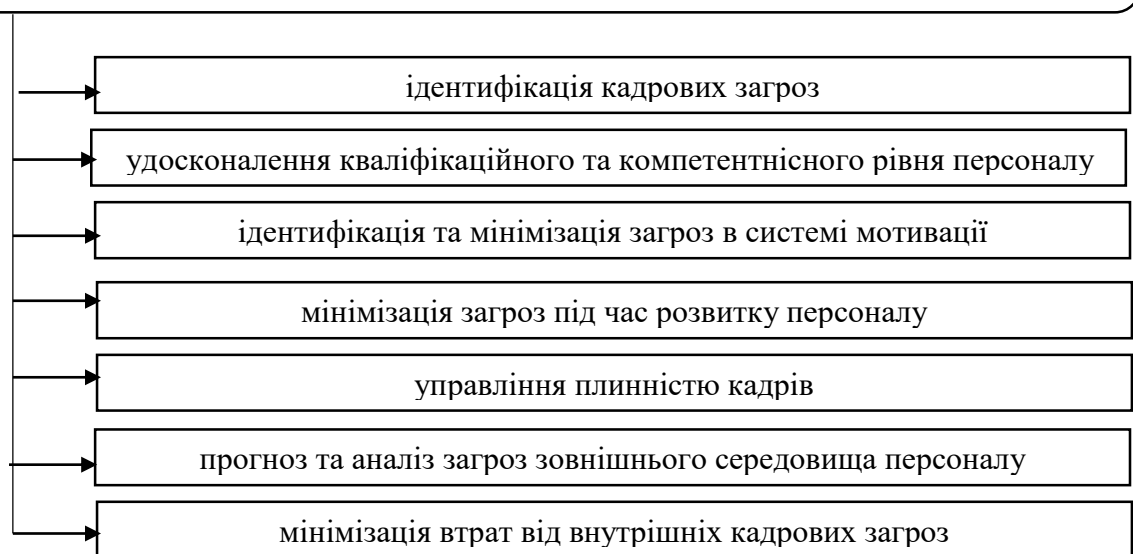 ідентифікація кадрових загроз
удосконалення кваліфікаційного та компетентнісного рівня персоналу
ідентифікація та мінімізація загроз в системі мотивації
мінімізація загроз під час розвитку персоналу
управління плинністю кадрів
прогноз та аналіз загроз зовнішнього середовища персоналу
мінімізація втрат від внутрішніх кадрових загроз